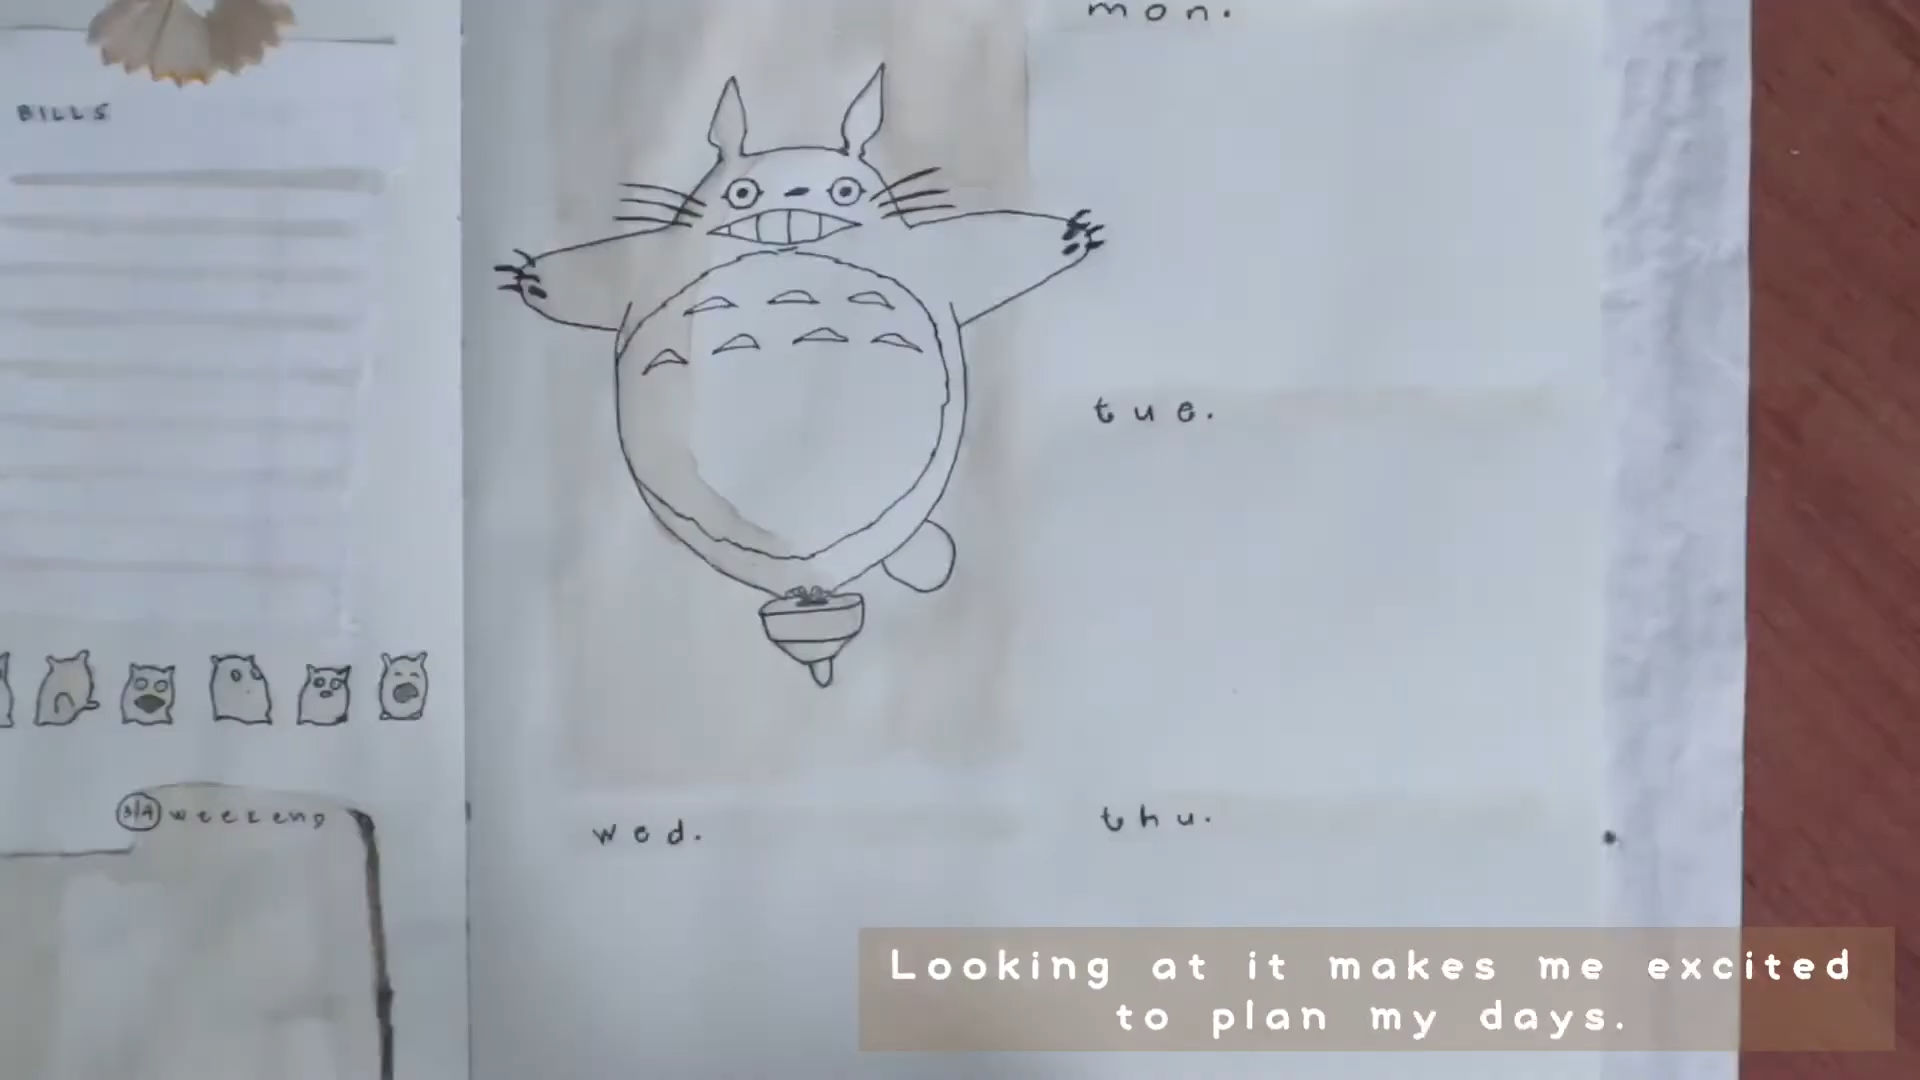 BILLS
3/4 weekend
mon.
tue.
wed.
thu.
Looking at it makes me excited
to plan my days.